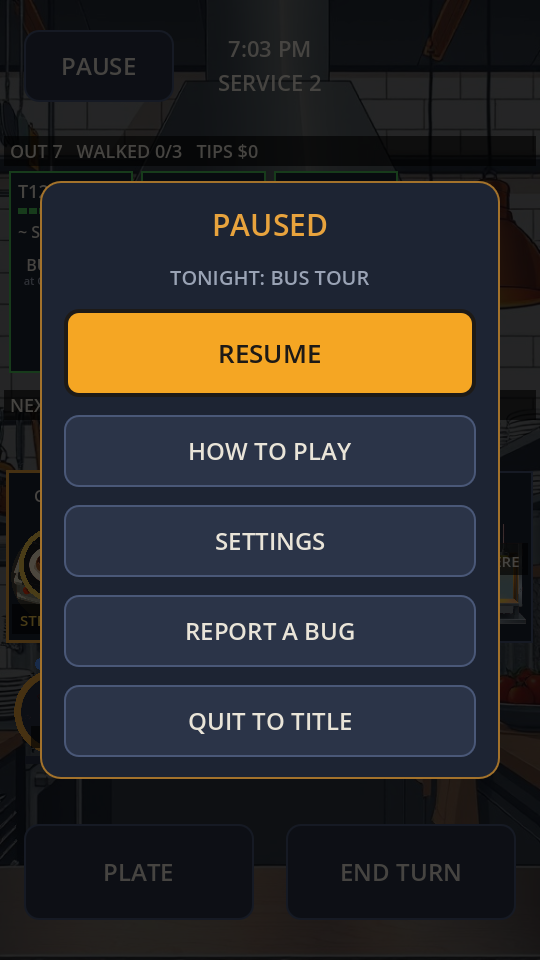 PAUSE
7:03 PM
SERVICE 2
OUT 7 WALKED 0/3 TIPS $0
PAUSED
TONIGHT: BUS TOUR
RESUME
HOW TO PLAY
SETTINGS
REPORT A BUG
QUIT TO TITLE
PLATE
END TURN